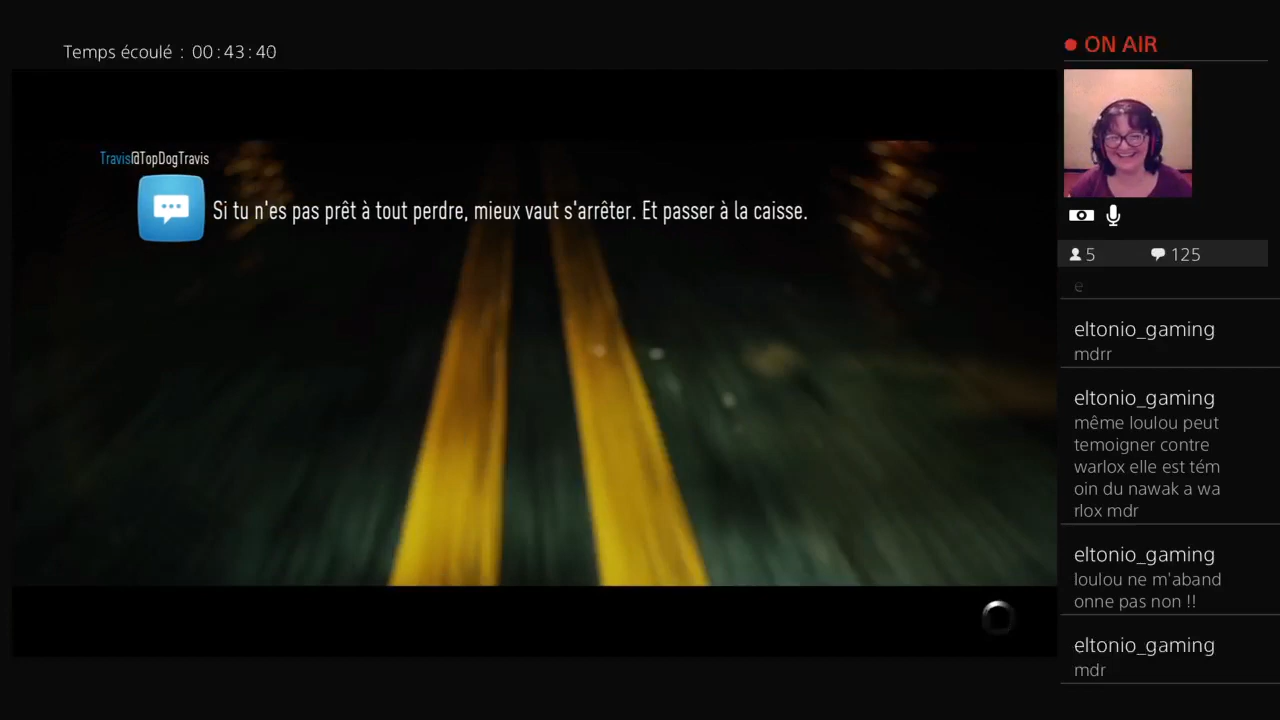 Temps écoulé : 00:43:40
ON AIR
Travis@TopDogTravis
Si tu n'es pas prêt à tout perdre, mieux vaut s'arrêter. Et passer à la caisse.
5 125
e
eltonio_gaming
mdrr
eltonio_gaming
même loulou peut
temoigner contre
warlox elle est tém
oin du nawak a wa
rlox mdr
eltonio_gaming
loulou ne m'aband
onne pas non !!
eltonio_gaming
mdr